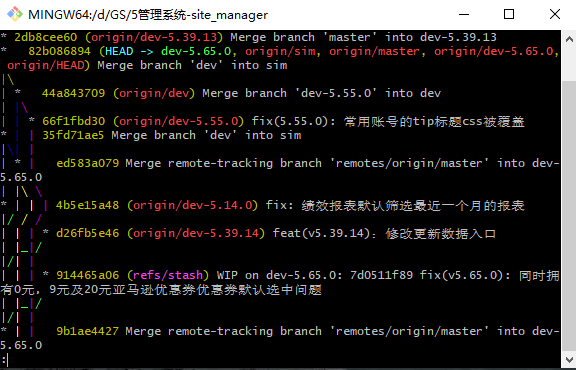 MINGW64:/d/GS/5管理系统-site_manager
* 2db8cee60 (origin/dev-5.39.13) Merge branch 'master' into dev-5.39.13
*   82b086894 (HEAD -> dev-5.65.0, origin/sim, origin/master, origin/dev-5.65.0,
 origin/HEAD) Merge branch 'dev' into sim
|\
| *   44a843709 (origin/dev) Merge branch 'dev-5.55.0' into dev
| |\
| | * 66f1fbd30 (origin/dev-5.55.0) fix(5.55.0): 常用账号的tip标题css被覆盖
* | | 35fd71ae5 Merge branch 'dev' into sim
|\| |
| * |   ed583a079 Merge remote-tracking branch 'remotes/origin/master' into dev-
5.65.0
| |\ \
* | | | 4b5e15a48 (origin/dev-5.14.0) fix: 绩效报表默认筛选最近一个月的报表
|/ / /
| | | * d26fb5e46 (origin/dev-5.39.14) feat(v5.39.14): 修改更新数据入口
| |_|/
|/| |
| | | * 914465a06 (refs/stash) WIP on dev-5.65.0: 7d0511f89 fix(v5.65.0): 同时拥
有0元, 9元及20元亚马逊优惠券优惠券默认选中问题
| |_|/
|/| |
* | |   9b1ae4427 Merge remote-tracking branch 'remotes/origin/master' into dev-
5.65.0
: